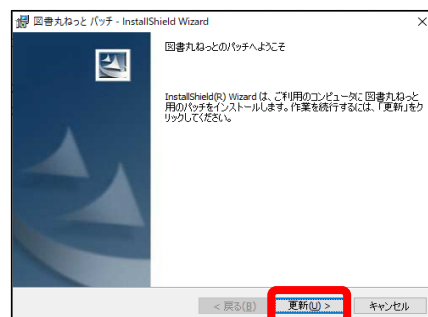 図書丸ねっと パッチ - InstallShield Wizard
図書丸ねっとのパッチへようこそ
InstallShield(R) Wizard は、ご利用のコンピュータに 図書丸ねっと
用のパッチをインストールします。作業を続行するには、「更新」をク
リックしてください。
< 戻る(B)
更新(U) >
キャンセル